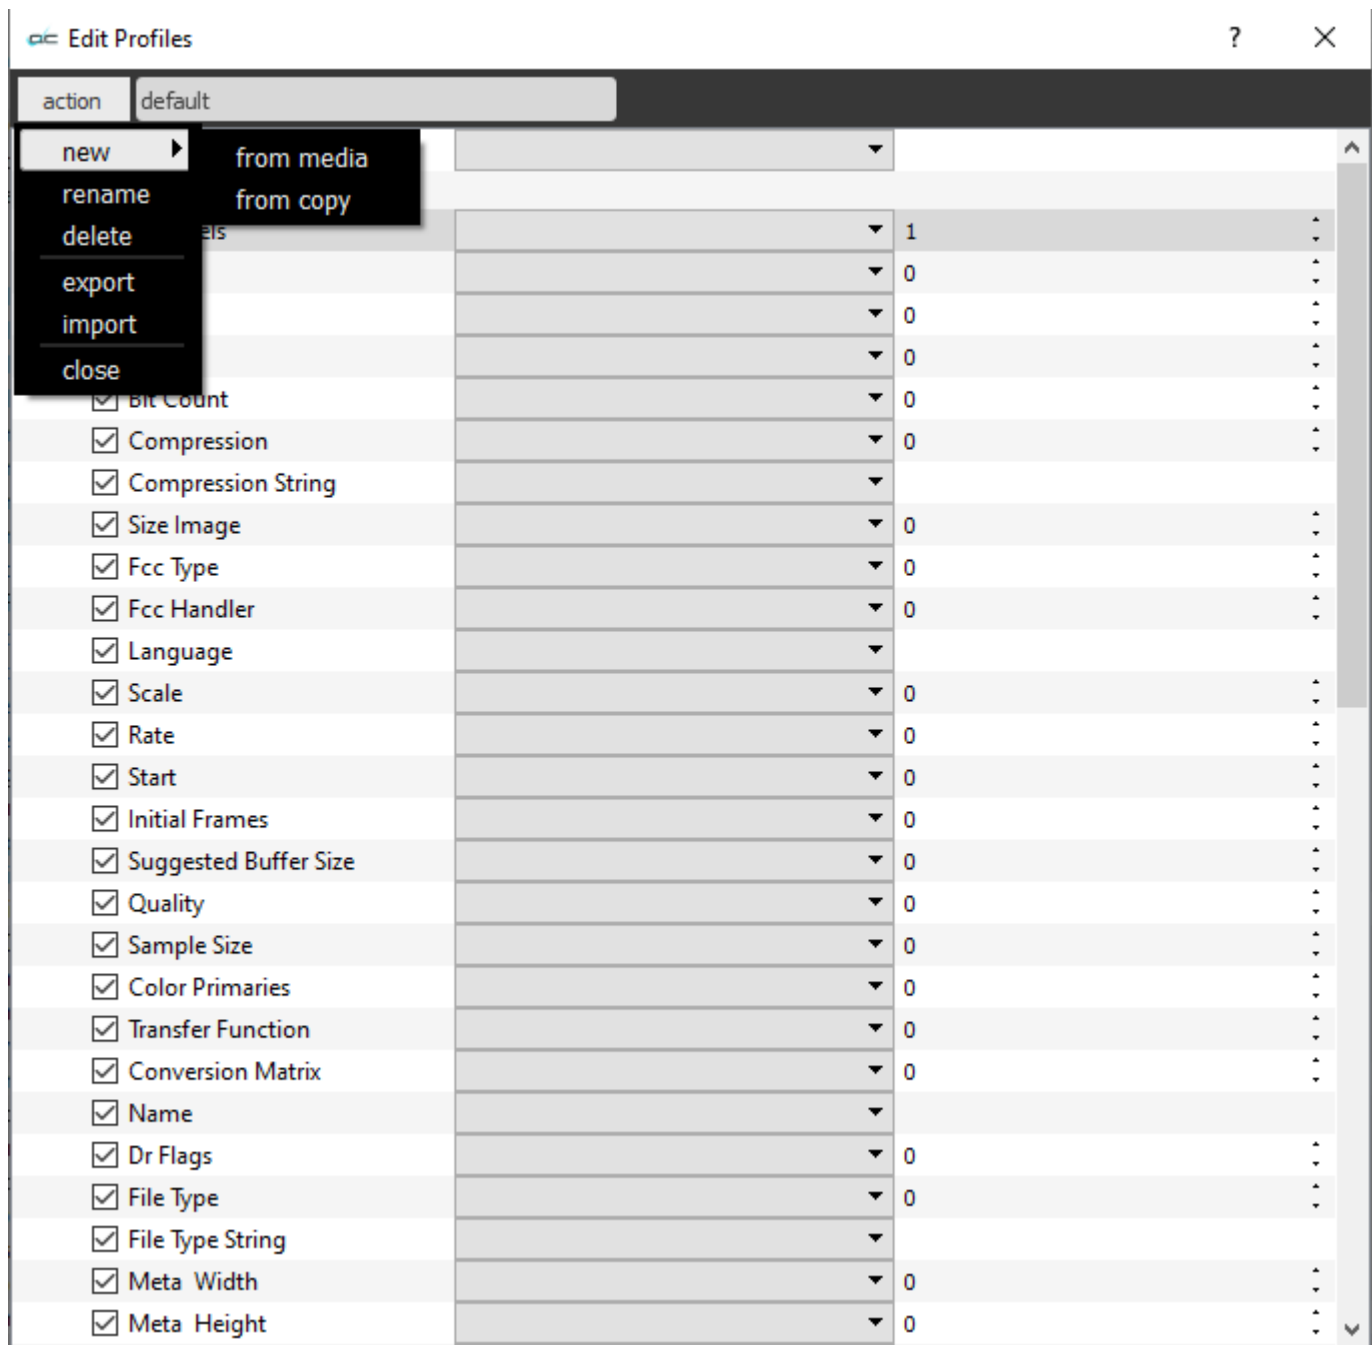 ac Edit Profiles ?
action default
new from media
rename from copy
delete
1
export 0
import 0
close 0
Bit Count 0
Compression 0
Compression String
Size Image 0
Fcc Type 0
Fcc Handler 0
Language
Scale 0
Rate 0
Start 0
Initial Frames 0
Suggested Buffer Size 0
Quality 0
Sample Size 0
Color Primaries 0
Transfer Function 0
Conversion Matrix 0
Name
Dr Flags 0
File Type 0
File Type String
Meta Width 0
Meta Height 0